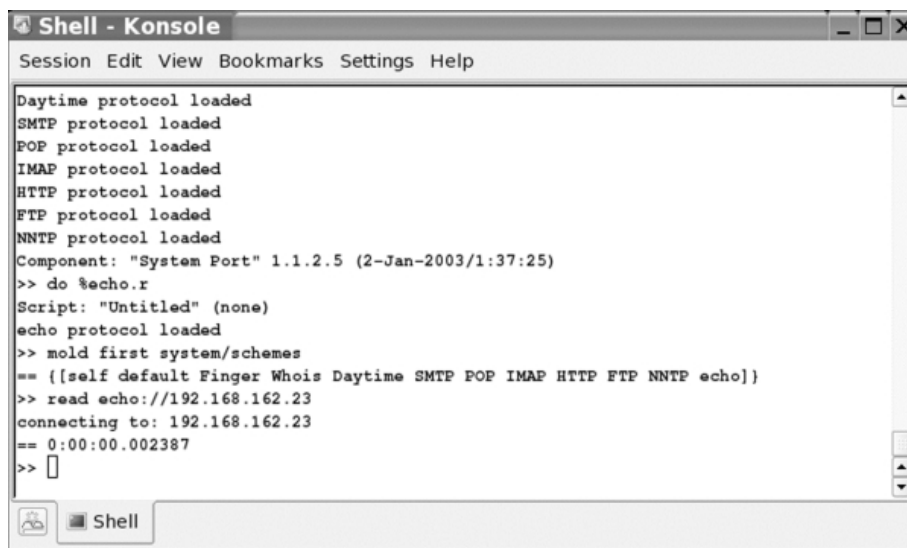 Shell - Konsole
Session Edit View Bookmarks Settings Help
Daytime protocol loaded
SMTP protocol loaded
POP protocol loaded
IMAP protocol loaded
HTTP protocol loaded
FTP protocol loaded
NNTP protocol loaded
Component: "System Port" 1.1.2.5 (2-Jan-2003/1:37:25)
>> do %echo.r
Script: "Untitled" (none)
echo protocol loaded
>> mold first system/schemes
== {[self default Finger Whois Daytime SMTP POP IMAP HTTP FTP NNTP echo]}
>> read echo://192.168.162.23
connecting to: 192.168.162.23
== 0:00:00.002387
>>
Shell